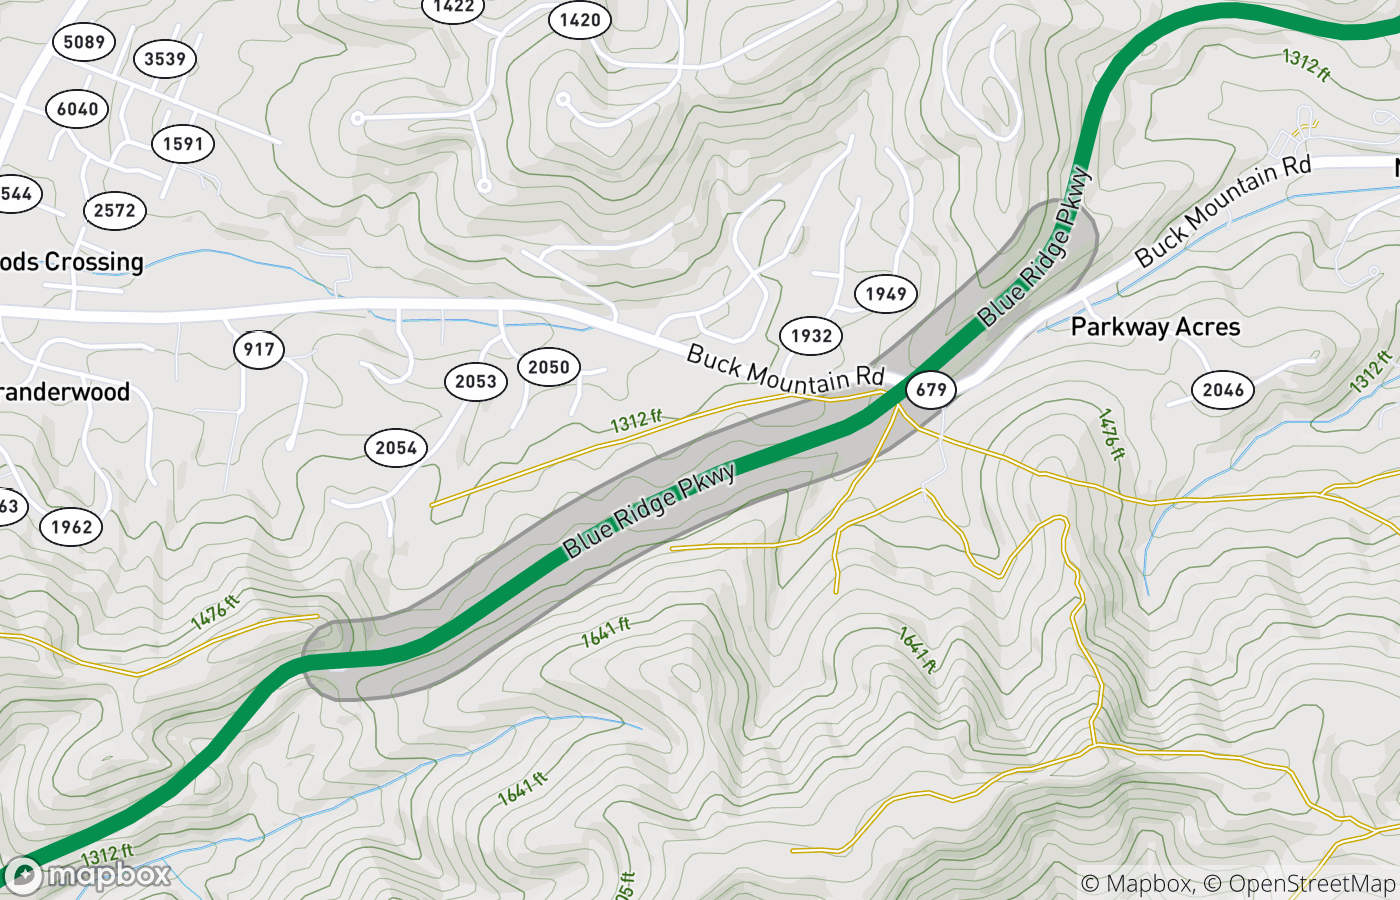 1422
1420
5089
3539
1312 ft
6040
1591
Buck Mountain Rd
544
2572
Blue Ridge Pkwy
ods Crossing
1949
Parkway Acres
1932
917
Buck Mountain Rd
2050
2053
679
2046
1312 ft
randerwood
1312 ft
1476 ft
2054
Blue Ridge Pkwy
63
1962
1476 ft
1641 ft
1641 ft
1641 ft
1312 ft
05 ft
mapbox
© Mapbox, © OpenStreetMap